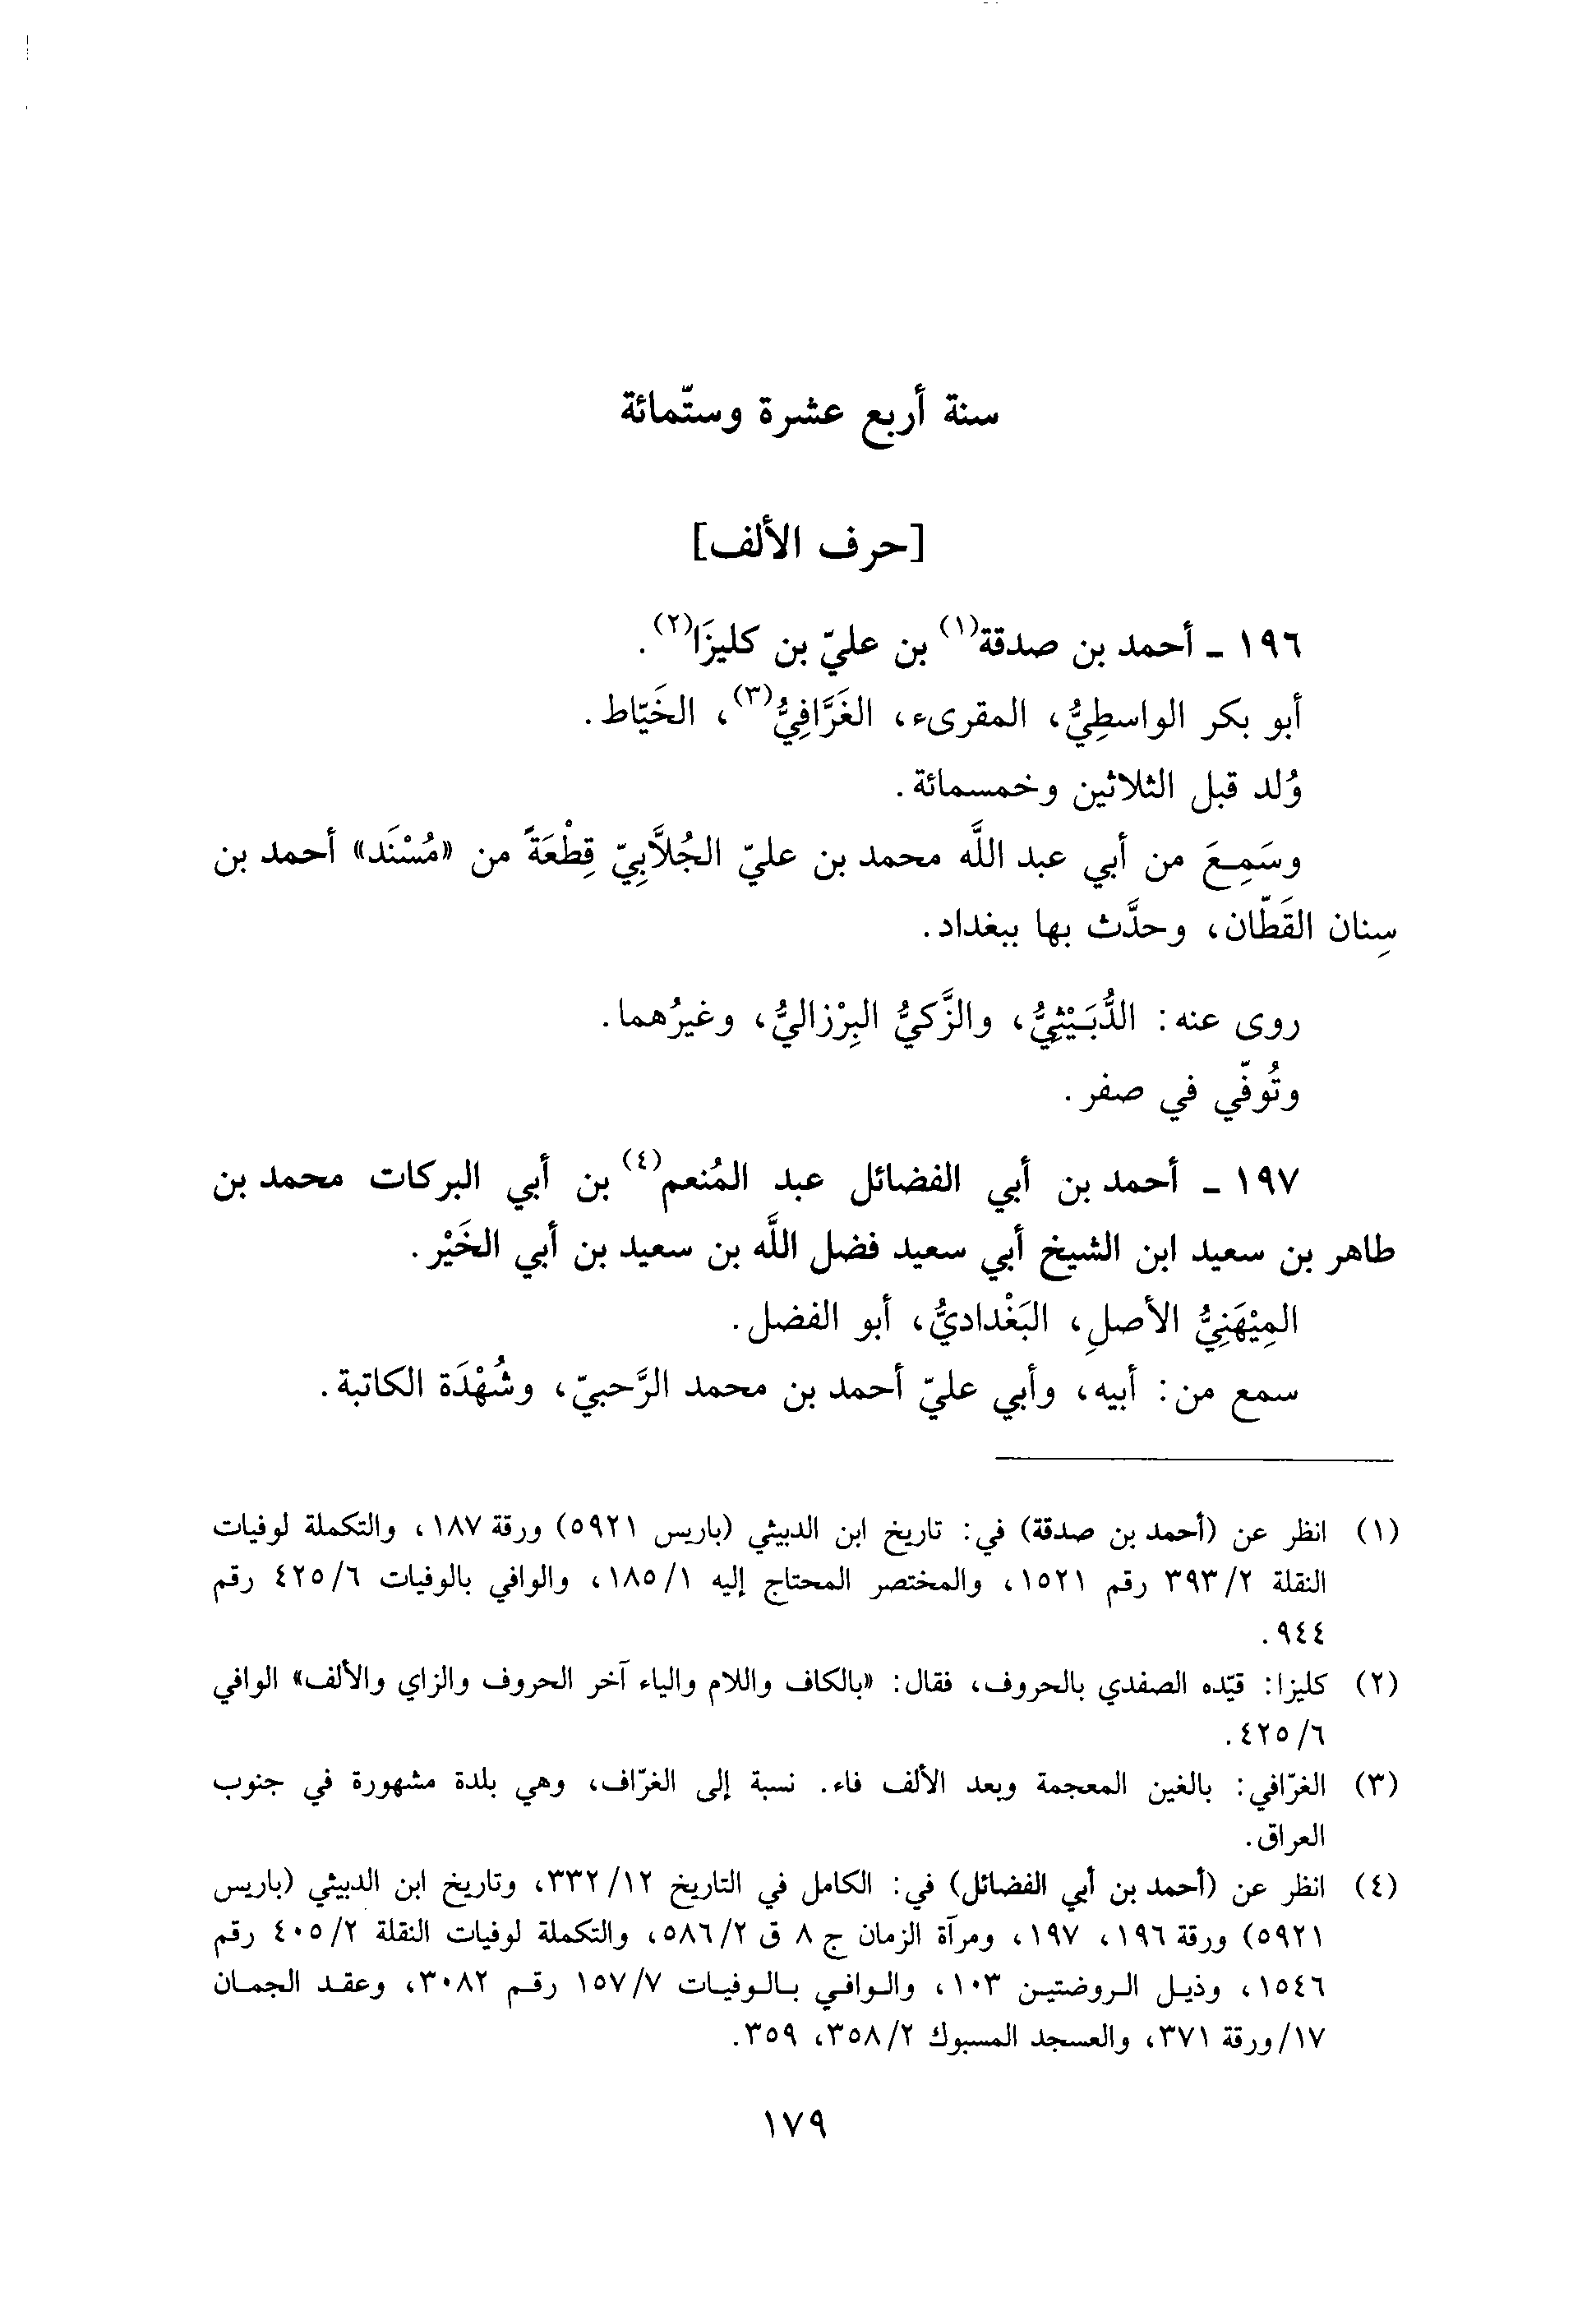 سنة أربع عشرة وستّمائة
[حرف الألف]
١٩٦ ـ أحمد بن صدقة(١) بن عليّ بن كليزَا(٢).
أبو بكر الواسطِيُّ، المقرىء، الغَرَّافِيُّ(٣)، الخَيّاط.
وُلد قبل الثلاثين وخمسمائة.
وسَمِعَ من أبي عبد اللَّه محمد بن عليّ الجُلاَّبِيّ قِطْعَةً من «مُسْنَد» أحمد بن
سِنان القَطّان، وحدَّث بها ببغداد.
روى عنه: الدُّبَيْثِيُّ، والزَّكيُّ البِرْزاليُّ، وغيرُهما.
وتُوفّي في صفر.
١٩٧ ـ أحمد بن أبي الفضائل عبد المُنعم(٤) بن أبي البركات محمد بن
طاهر بن سعيد ابن الشيخ أبي سعيد فضل اللَّه بن سعيد بن أبي الخَيْر.
المِيْهَنِيُّ الأصلِ، البَغْداديُّ، أبو الفضل.
سمع من: أبيه، وأبي عليّ أحمد بن محمد الرَّحبيّ، وشُهْدَة الكاتبة.
(١) انظر عن (أحمد بن صدقة) في: تاريخ ابن الدبيثي (باريس ٥٩٢١) ورقة ١٨٧، والتكملة لوفيات
النقلة ٢/ ٣٩٣ رقم ١٥٢١، والمختصر المحتاج إليه ١/ ١٨٥، والوافي بالوفيات ٦/ ٤٢٥ رقم
٩٤٤.
(٢) كليزا: قيّده الصفدي بالحروف، فقال: «بالكاف واللام والياء آخر الحروف والزاي والألف» الوافي
٦/ ٤٢٥.
(٣) الغرّافي: بالغين المعجمة وبعد الألف فاء. نسبة إلى الغرّاف، وهي بلدة مشهورة في جنوب
العراق.
(٤) انظر عن (أحمد بن أبي الفضائل) في: الكامل في التاريخ ١٢/ ٣٣٢، وتاريخ ابن الدبيثي (باريس
٥٩٢١) ورقة ١٩٦، ١٩٧، ومرآة الزمان ج ٨ ق ٢/ ٥٨٦، والتكملة لوفيات النقلة ٢/ ٤٠٥ رقم
١٥٤٦، وذيل الروضتين ١٠٣، والوافي بالوفيات ٧/ ١٥٧ رقم ٣٠٨٢، وعقد الجمان
١٧/ ورقة ٣٧١، والعسجد المسبوك ٢/ ٣٥٨، ٣٥٩.
١٧٩